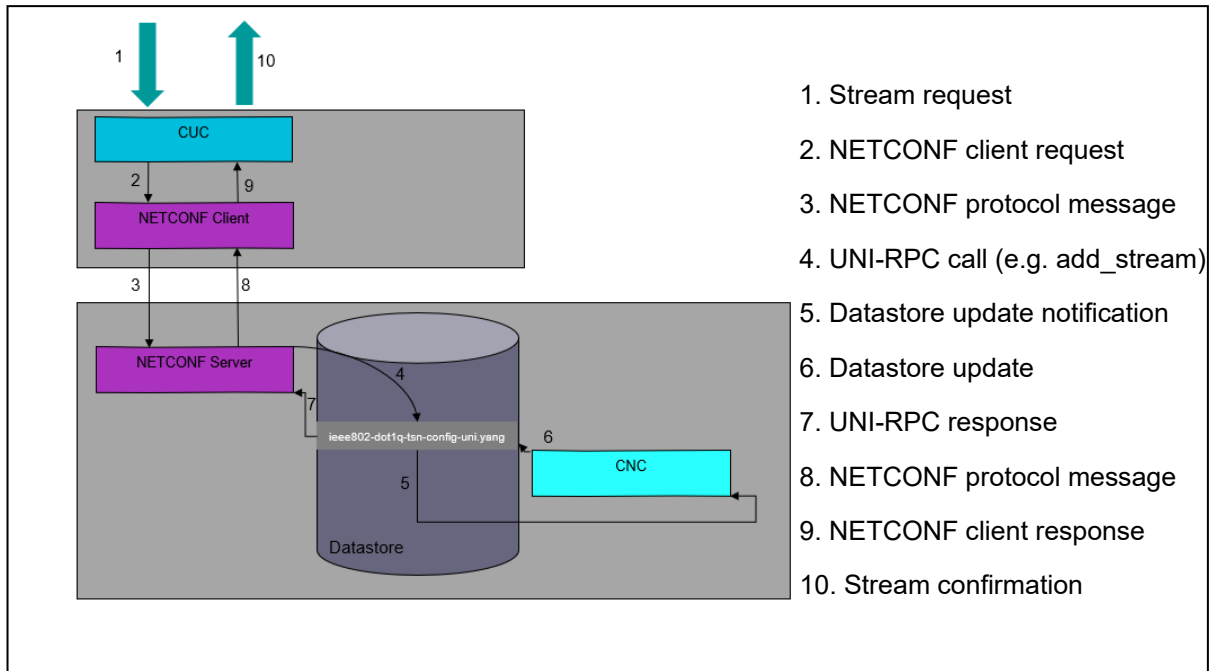 1
10
CUC
2
9
NETCONF Client
3
8
NETCONF Server
4
7
ieee802-dot1q-tsn-config-uni.yang
6
CNC
5
Datastore
1. Stream request
2. NETCONF client request
3. NETCONF protocol message
4. UNI-RPC call (e.g. add_stream)
5. Datastore update notification
6. Datastore update
7. UNI-RPC response
8. NETCONF protocol message
9. NETCONF client response
10. Stream confirmation